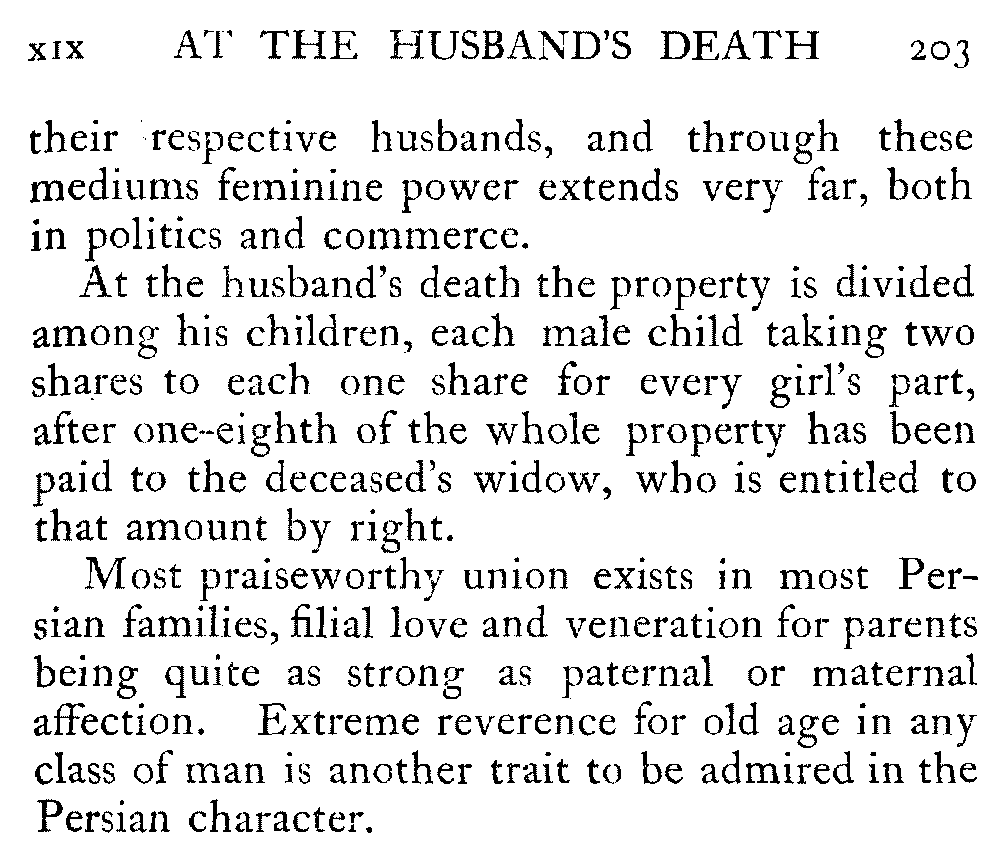 xix AT THE HUSBAND'S DEATH 203
their respective husbands, and through these
mediums feminine power extends very far, both
in politics and commerce.
At the husband's death the property is divided
among his children, each male child taking two
shares to each one share for every girl's part,
after one-eighth of the whole property has been
paid to the deceased's widow, who is entitled to
that amount by right.
Most praiseworthy union exists in most Per-
sian families, filial love and veneration for parents
being quite as strong as paternal or maternal
affection. Extreme reverence for old age in any
class of man is another trait to be admired in the
Persian character.